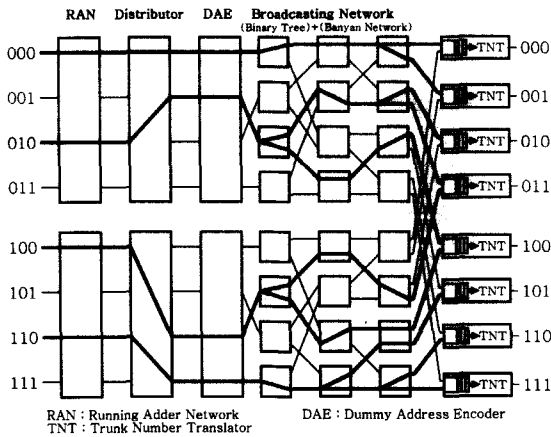 RAN Distributor DAE Broadcasting Network
(Binary Tree)+(Banyan Network)
000 TNT 000
001 TNT 001
010 TNT 010
011 TNT 011
100 TNT 100
101 TNT 101
110 TNT 110
111 TNT 111
RAN : Running Adder Network DAE : Dummy Address Encoder
TNT : Trunk Number Translator